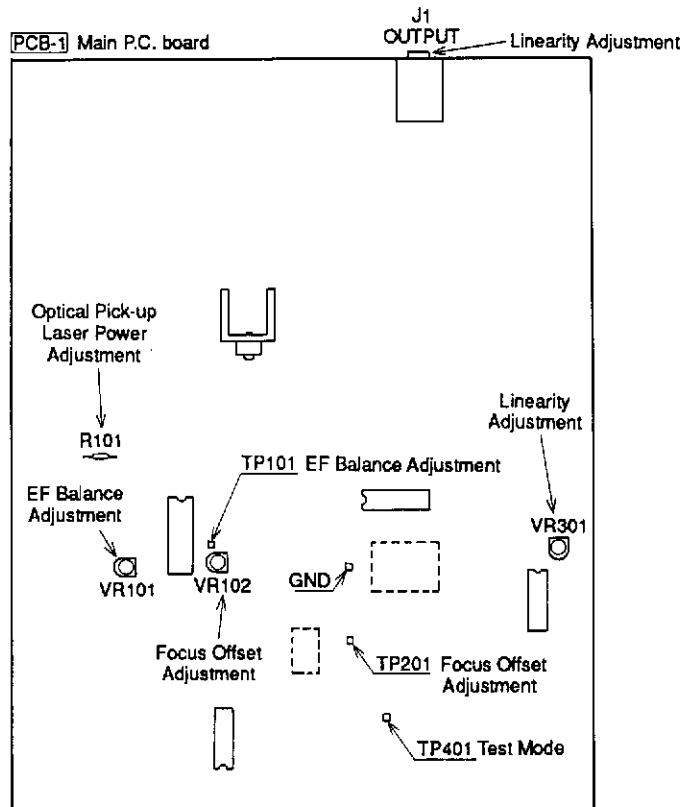 J1
OUTPUT
Linearity Adjustment
PCB-1 Main P.C. board
Optical Pick-up
Laser Power
Adjustment
R101
Linearity
Adjustment
TP101 EF Balance Adjustment
EF Balance
Adjustment
VR301
VR101
VR102
GND
Focus Offset
Adjustment
TP201 Focus Offset
Adjustment
TP401 Test Mode